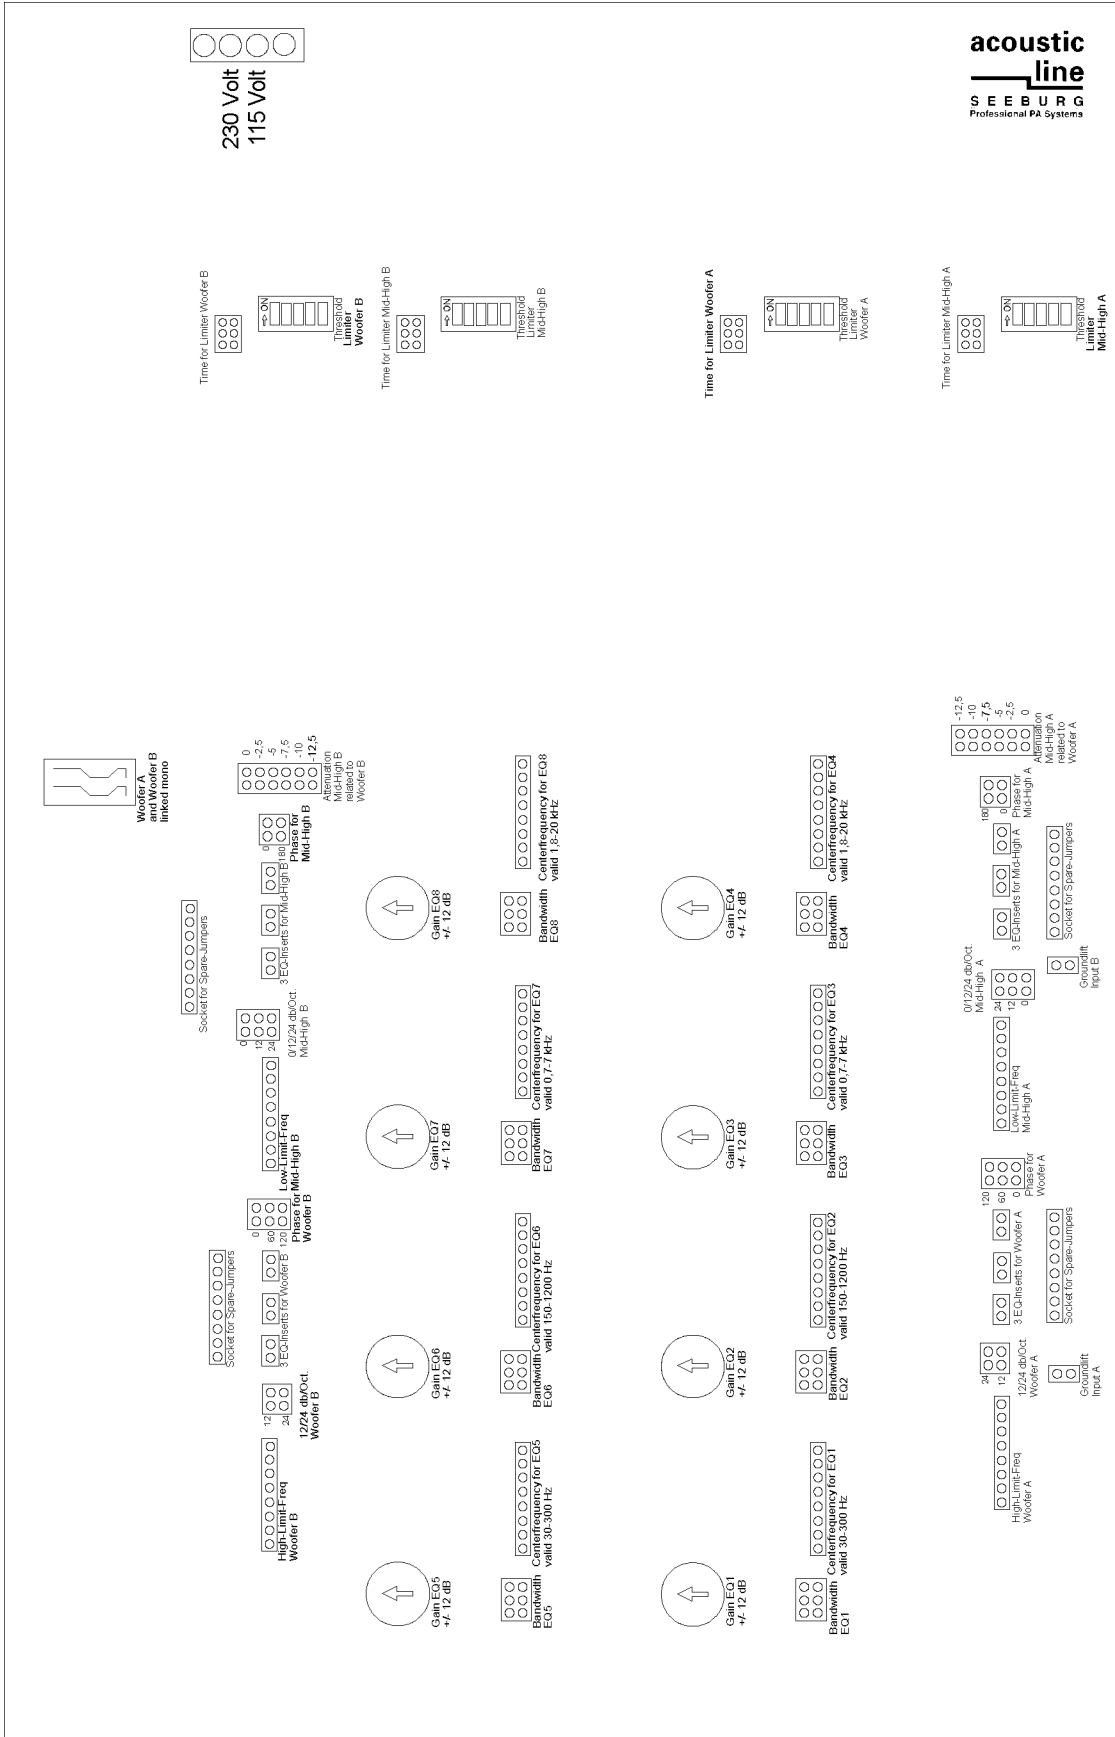 acoustic
line
SEEBURG
Professional PA Systems
230 Volt
115 Volt
Time for Limiter Woofer B
ON
Threshold
Limiter
Woofer B
Time for Limiter Mid-High B
ON
Threshold
Limiter
Mid-High B
Time for Limiter Woofer A
ON
Threshold
Limiter
Woofer A
Time for Limiter Mid-High A
ON
Threshold
Limiter
Mid-High A
Woofer A
and Woofer B
linked mono
0
-2,5
-5
-7,5
-10
-12,5
Attenuation
Mid-High B
related to
Woofer B
0
180
Phase for
Mid-High B
3 EQ-Inserts for Mid-High B
Socket for Spare-Jumpers
0
12
24
0/12/24 db/Oct.
Mid-High B
Low-Limit-Freq
Mid-High B
0
60
120
Phase for
Woofer B
3 EQ-Inserts for Woofer B
Socket for Spare-Jumpers
12
24
12/24 db/Oct.
Woofer B
High-Limit-Freq
Woofer B
Gain EQ8
+/- 12 dB
Bandwidth
EQ8
Centerfrequency for EQ8
valid 1,8-20 kHz
Gain EQ7
+/- 12 dB
Bandwidth
EQ7
Centerfrequency for EQ7
valid 0,7-7 kHz
Gain EQ6
+/- 12 dB
Bandwidth
EQ6
Centerfrequency for EQ6
valid 150-1200 Hz
Gain EQ5
+/- 12 dB
Bandwidth
EQ5
Centerfrequency for EQ5
valid 30-300 Hz
Gain EQ4
+/- 12 dB
Bandwidth
EQ4
Centerfrequency for EQ4
valid 1,8-20 kHz
Gain EQ3
+/- 12 dB
Bandwidth
EQ3
Centerfrequency for EQ3
valid 0,7-7 kHz
Gain EQ2
+/- 12 dB
Bandwidth
EQ2
Centerfrequency for EQ2
valid 150-1200 Hz
Gain EQ1
+/- 12 dB
Bandwidth
EQ1
Centerfrequency for EQ1
valid 30-300 Hz
-12,5
-10
-7,5
-5
-2,5
0
Attenuation
Mid-High A
related to
Woofer A
180
0
Phase for
Mid-High A
3 EQ-Inserts for Mid-High A
Socket for Spare-Jumpers
0/12/24 db/Oct.
Mid-High A
24
12
0
Groundlift
Input B
Low-Limit-Freq
Mid-High A
120
60
0
Phase for
Woofer A
3 EQ-Inserts for Woofer A
Socket for Spare-Jumpers
24
12
12/24 db/Oct.
Woofer A
Groundlift
Input A
High-Limit-Freq
Woofer A